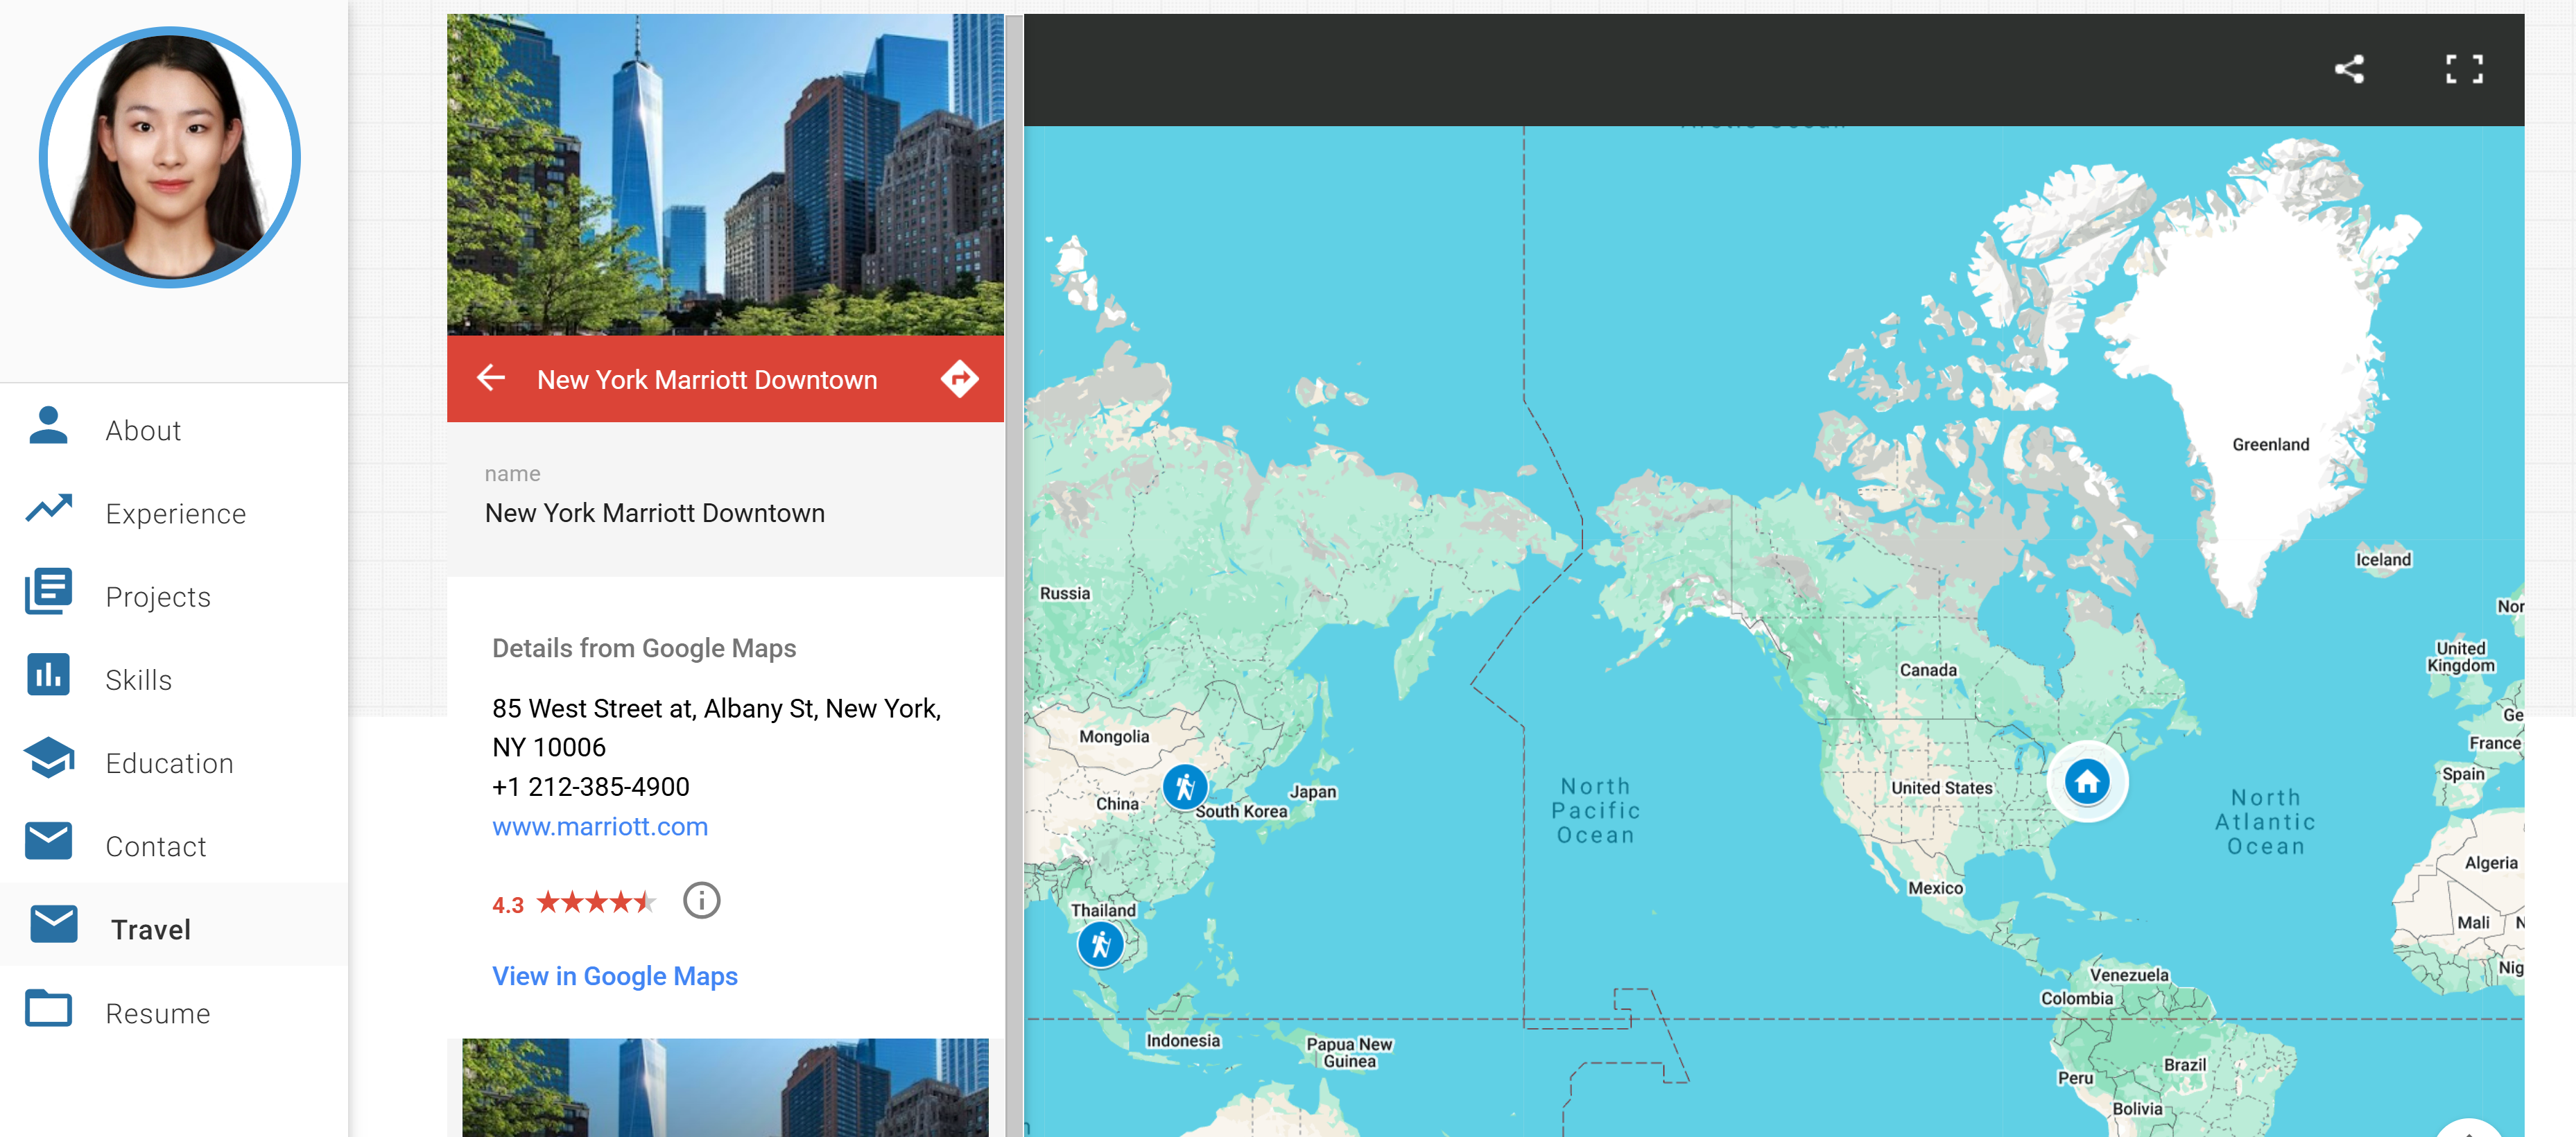 About
Experience
Projects
Skills
Education
Contact
Travel
Resume
New York Marriott Downtown
name
New York Marriott Downtown
Details from Google Maps
85 West Street at, Albany St, New York,
NY 10006
+1 212-385-4900
www.marriott.com
4.3
View in Google Maps
Greenland
Iceland
Russia
Nor
United
Kingdom
Canada
Ge
Mongolia
France
Spain
China
Japan
South Korea
United States
North
Pacific
Ocean
North
Atlantic
Ocean
Algeria
Mexico
Thailand
Mali
N
Nig
Venezuela
Colombia
Indonesia
Papua New
Guinea
Brazil
Peru
Bolivia